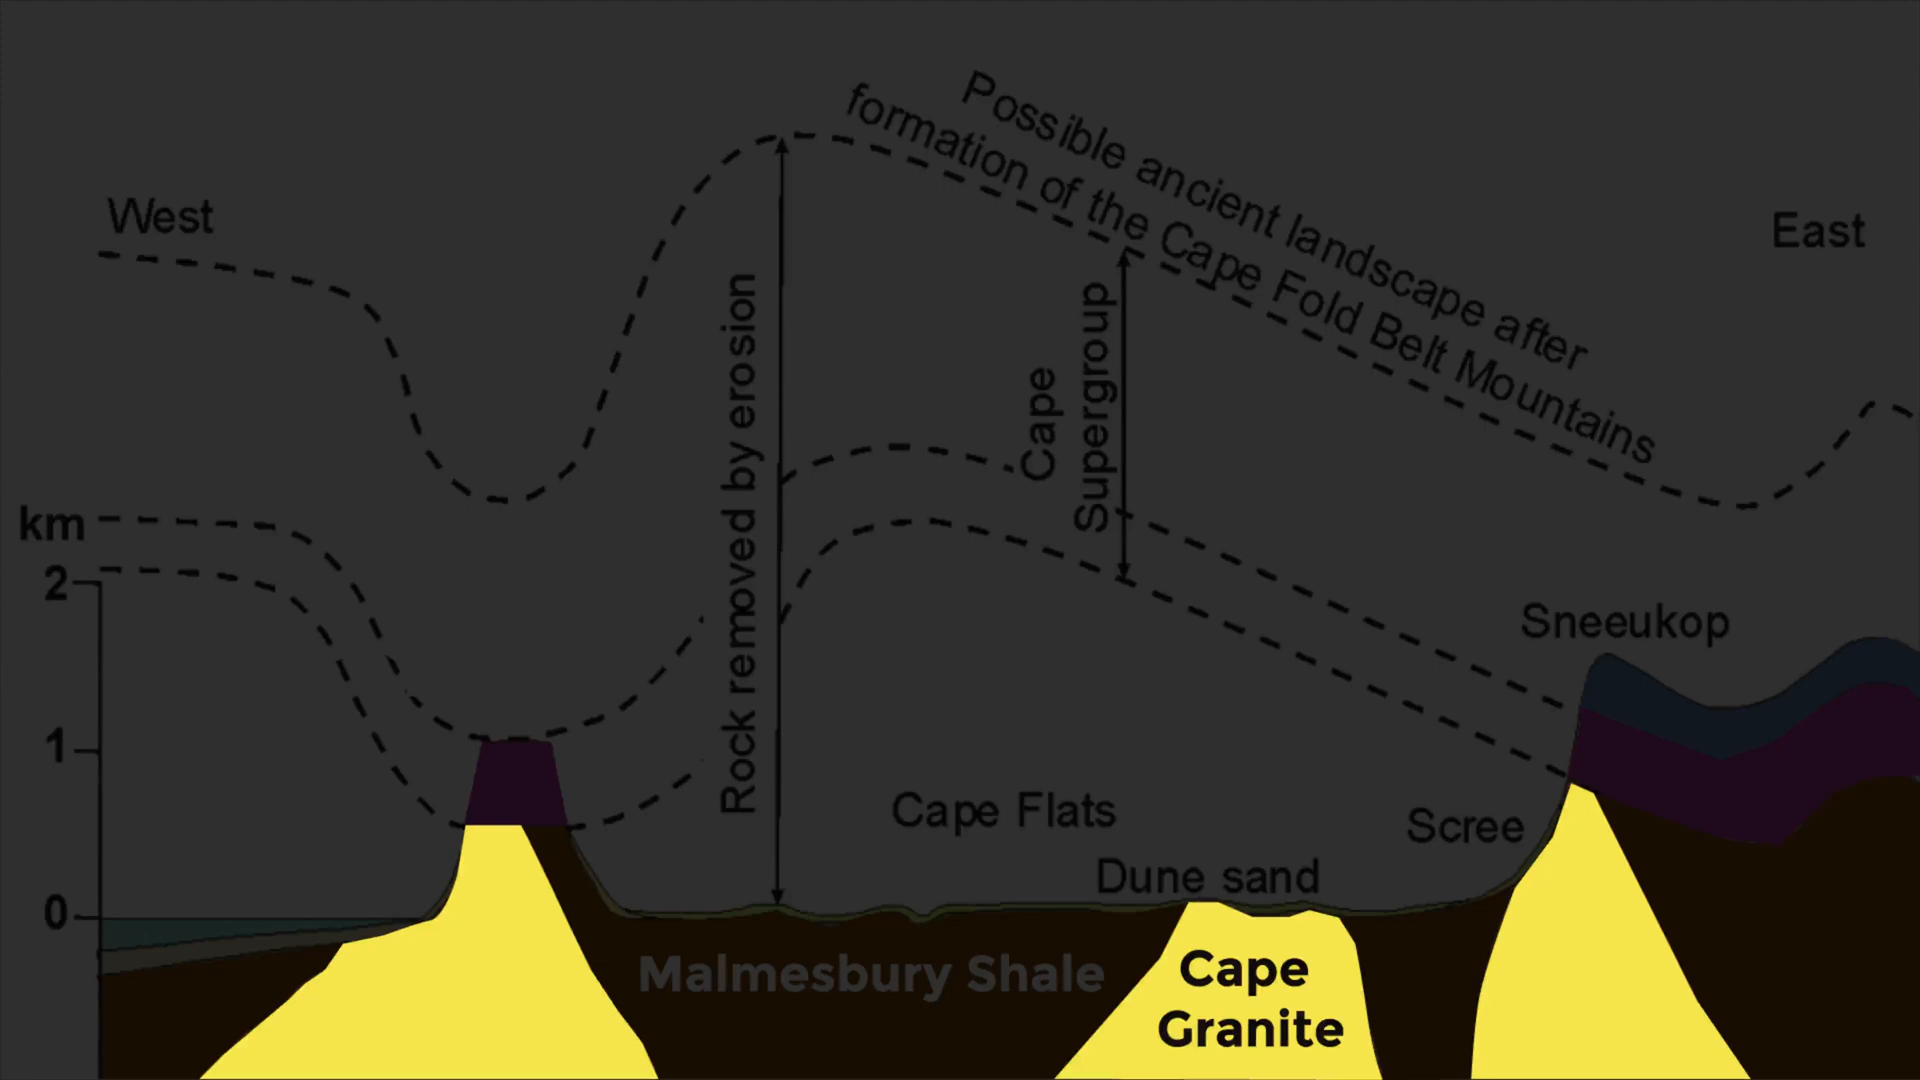 Possible ancient landscape after
formation of the Cape Fold Belt Mountains
West
East
Rock removed by erosion
Cape
Supergroup
km
2
1
0
Sneeukop
Cape Flats
Scree
Dune sand
Malmesbury Shale
Cape
Granite